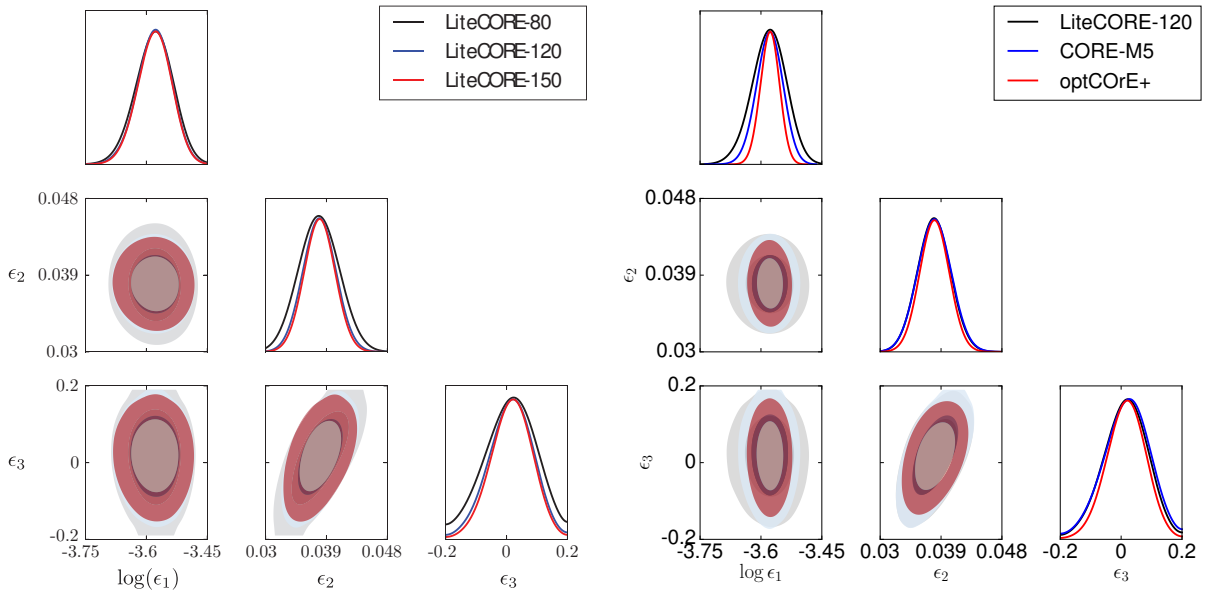 LiteCORE-80
LiteCORE-120
LiteCORE-150
0.048
ϵ2
0.039
0.03
0.2
ϵ3
0
-0.2
-3.75 -3.6 -3.45
log(ϵ1)
0.03 0.039 0.048
ϵ2
-0.2 0 0.2
ϵ3
LiteCORE-120
CORE-M5
optCOrE+
0.048
ϵ2
0.039
0.03
0.2
ϵ3
0
-0.2
-3.75 -3.6 -3.45
log ϵ1
0.03 0.039 0.048
ϵ2
-0.2 0 0.2
ϵ3